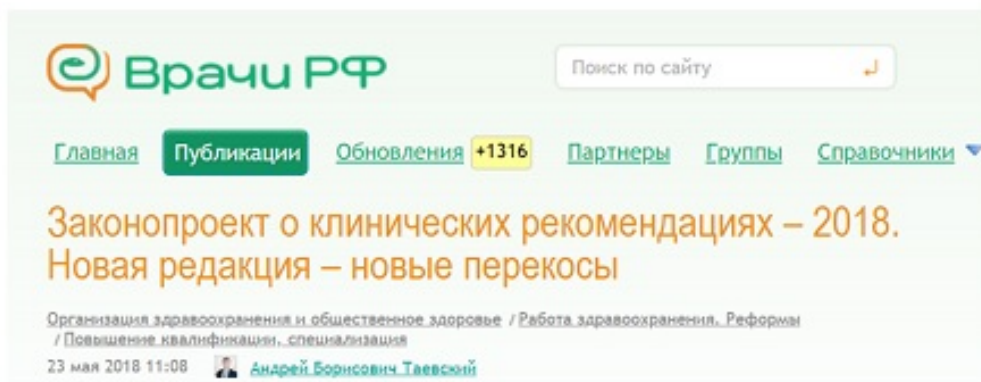 Врачи РФ
Поиск по сайту
Главная Публикации Обновления +1316 Партнеры Группы Справочники
Законопроект о клинических рекомендациях – 2018.
Новая редакция – новые перекосы
Организация здравоохранения и общественное здоровье / Работа здравоохранения. Реформы
/ Повышение квалификации, специализация
23 мая 2018 11:08 Андрей Борисович Таевский